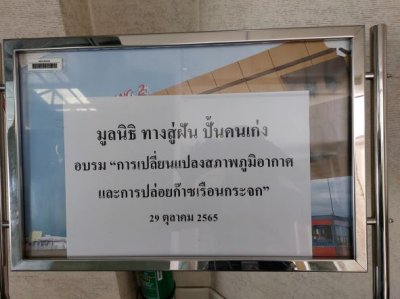 มูลนิธิ ทางสู่ฝัน ปั้นคนเก่ง
อบรม “การเปลี่ยนแปลงสภาพภูมิอากาศ
และการปล่อยก๊าซเรือนกระจก”
29 ตุลาคม 2565